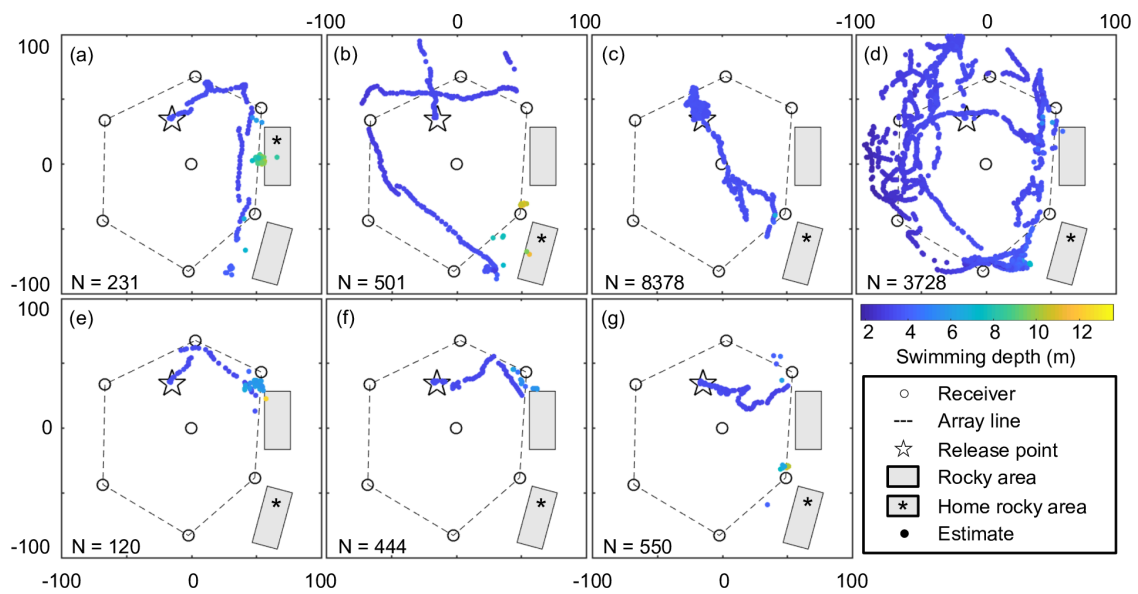 -100 0 100 -100 0 100
100 (a) (b) (c) (d)
*
0
* * *
-100 N = 231 N = 501 N = 8378 N = 3728
100 (e) (f) (g)
2 4 6 8 10 12
Swimming depth (m)
0
* * *
-100 N = 120 N = 444 N = 550
-100 0 100 -100 0 100
Receiver
Array line
Release point
Rocky area
* Home rocky area
Estimate